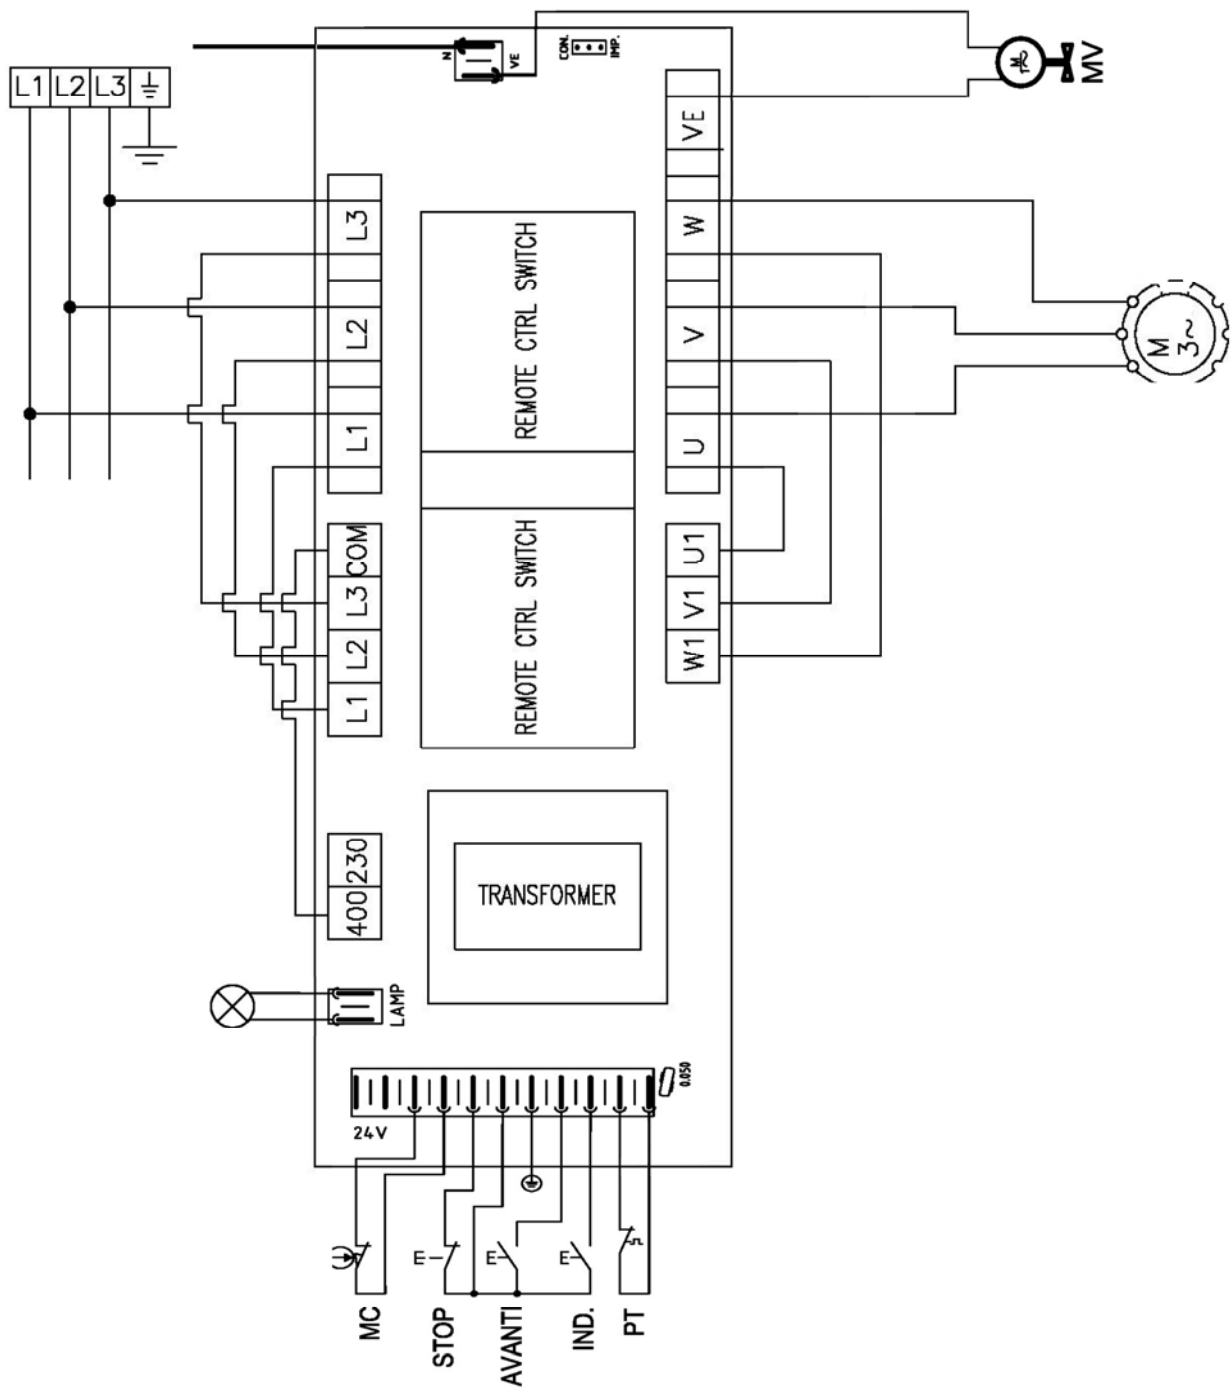 L1 L2 L3
N
VE
CON.
IMP.
M
MV
L3
L2
L1
VE
W
V
U
REMOTE CTRL SWITCH
REMOTE CTRL SWITCH
M
3~
COM
L3
L2
L1
U1
V1
W1
230
400
TRANSFORMER
LAMP
0.050
24V
E
E
E
MC
STOP
AVANTI
IND.
PT